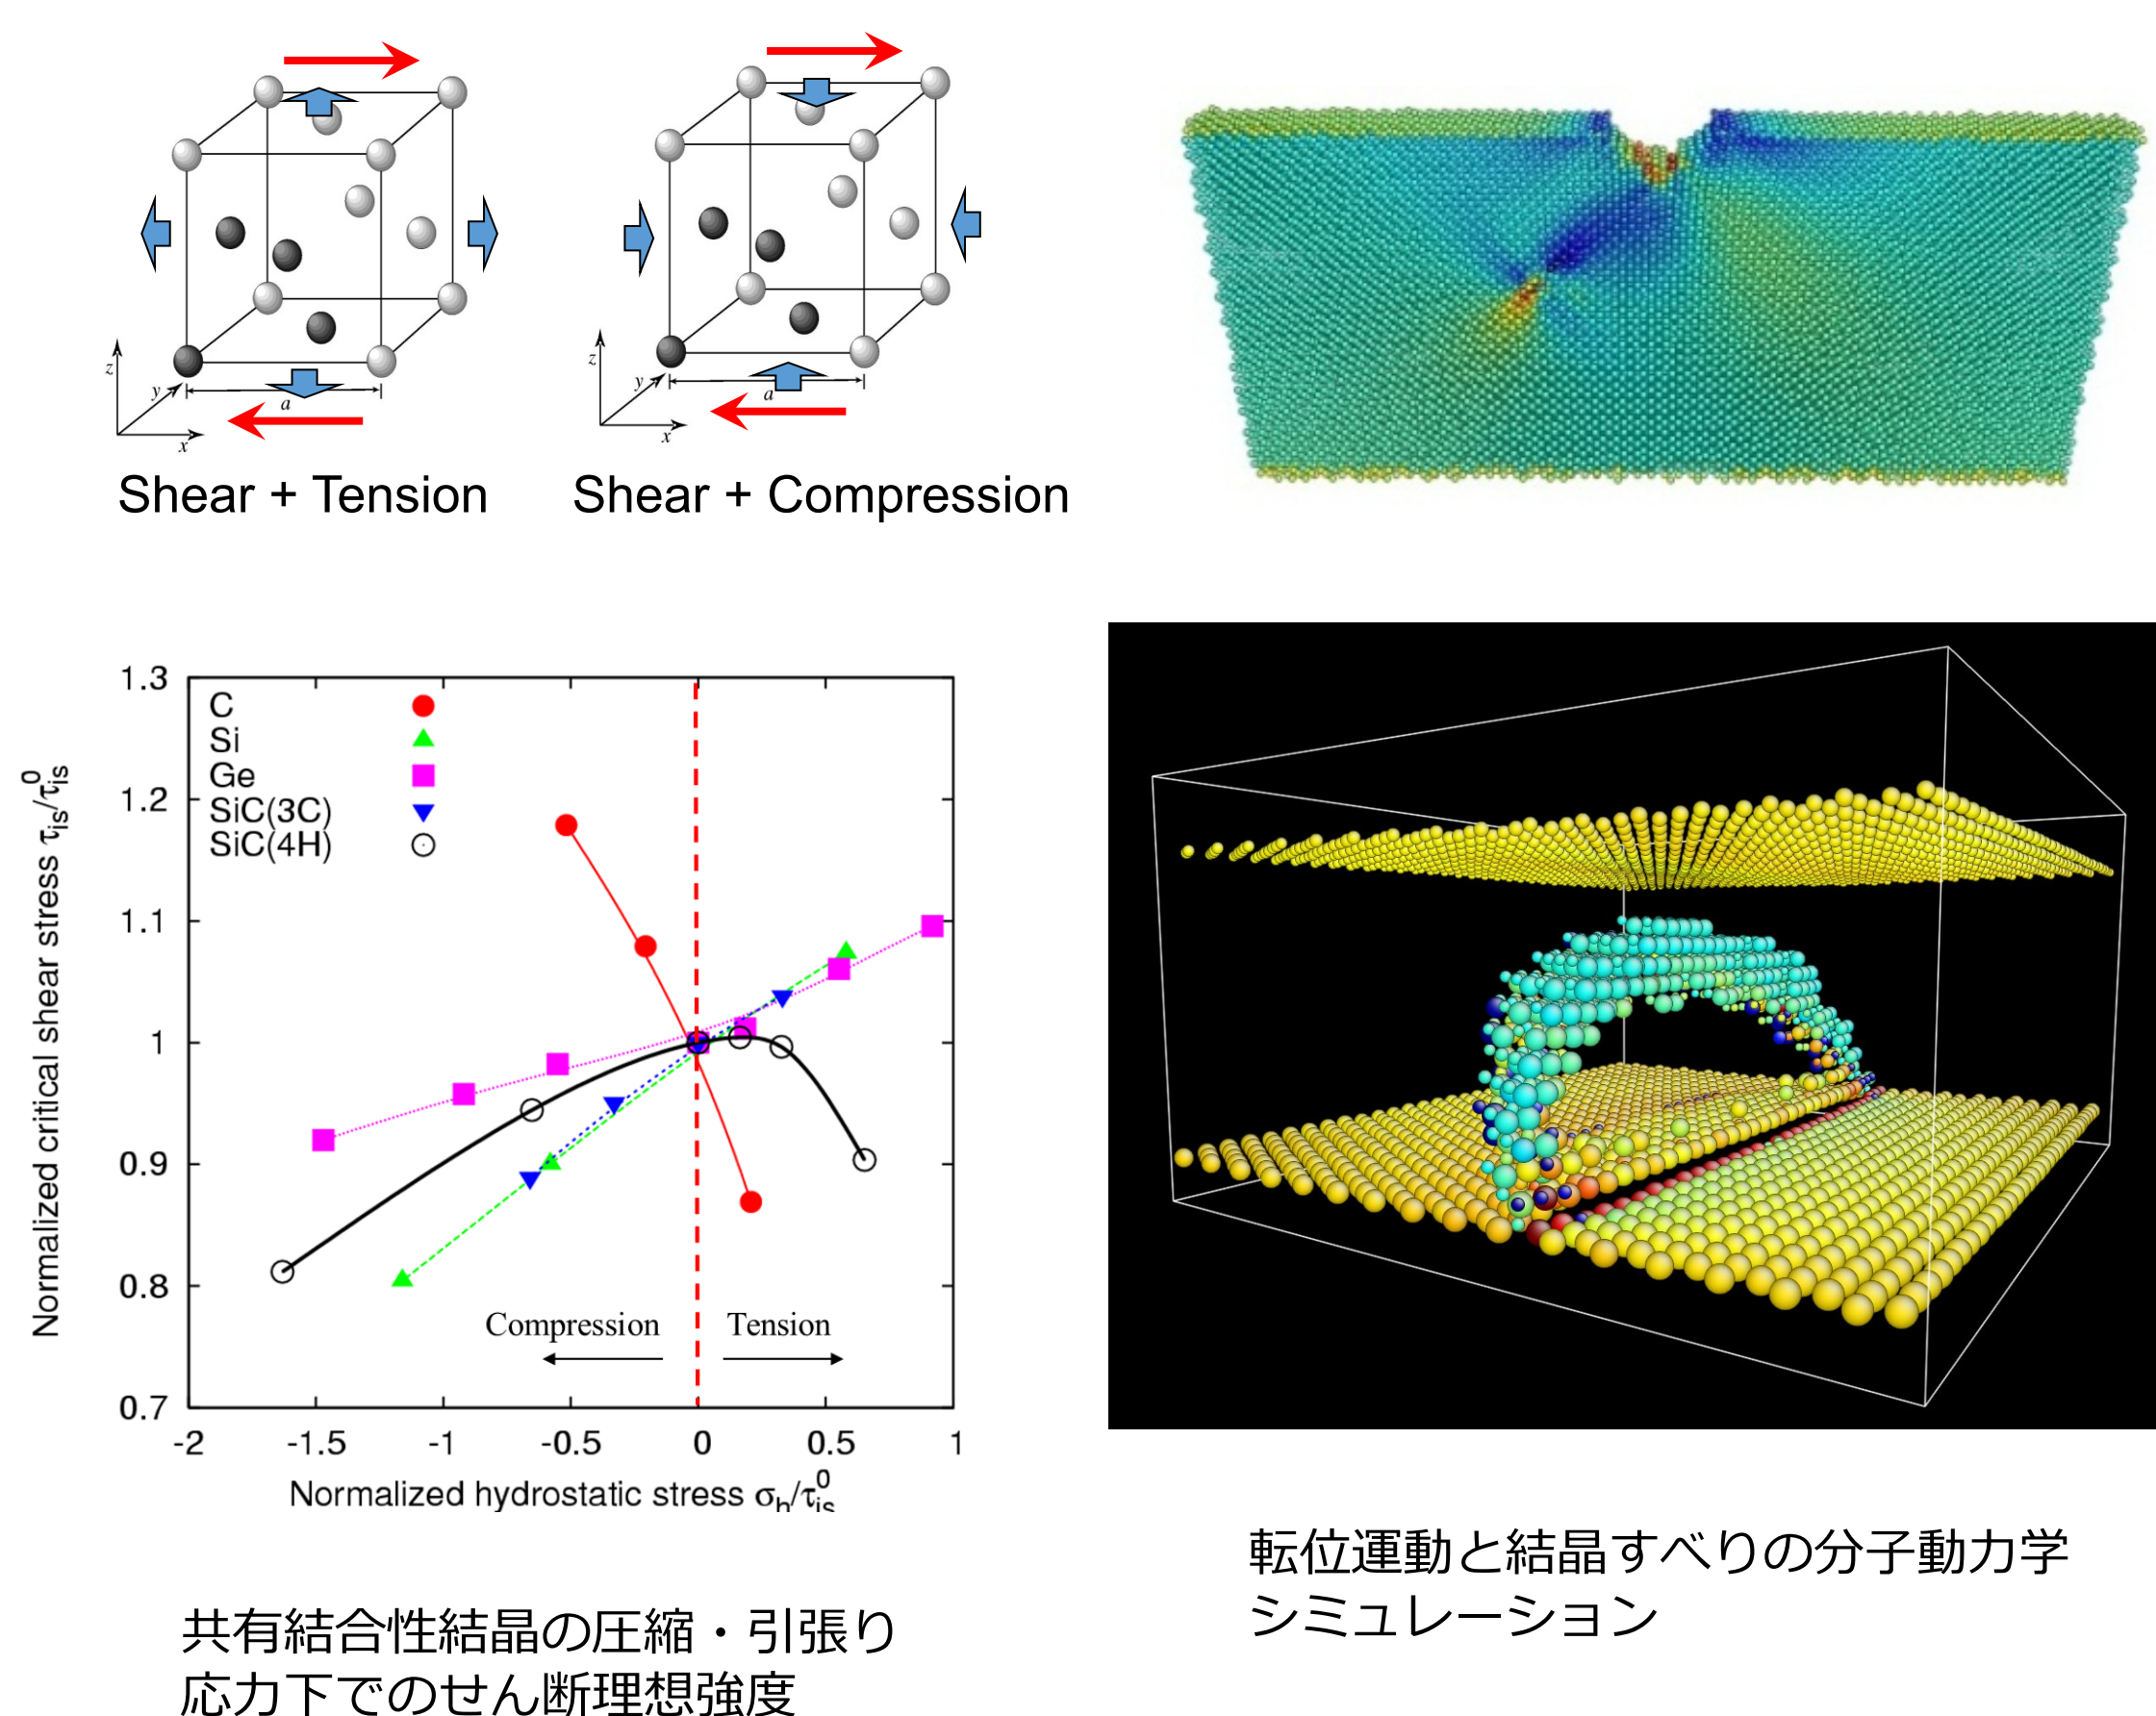 z
y
a
x
Shear + Tension
z
y
a
x
Shear + Compression
1.3
1.2
1.1
1
0.9
0.8
0.7
Normalized critical shear stress τis/τis0
C
Si
Ge
SiC(3C)
SiC(4H)
Compression
Tension
-2 -1.5 -1 -0.5 0 0.5 1
Normalized hydrostatic stress σh/τis0
共有結合性結晶の圧縮・引張り
応力下でのせん断理想強度
転位運動と結晶すべりの分子動力学
シミュレーション